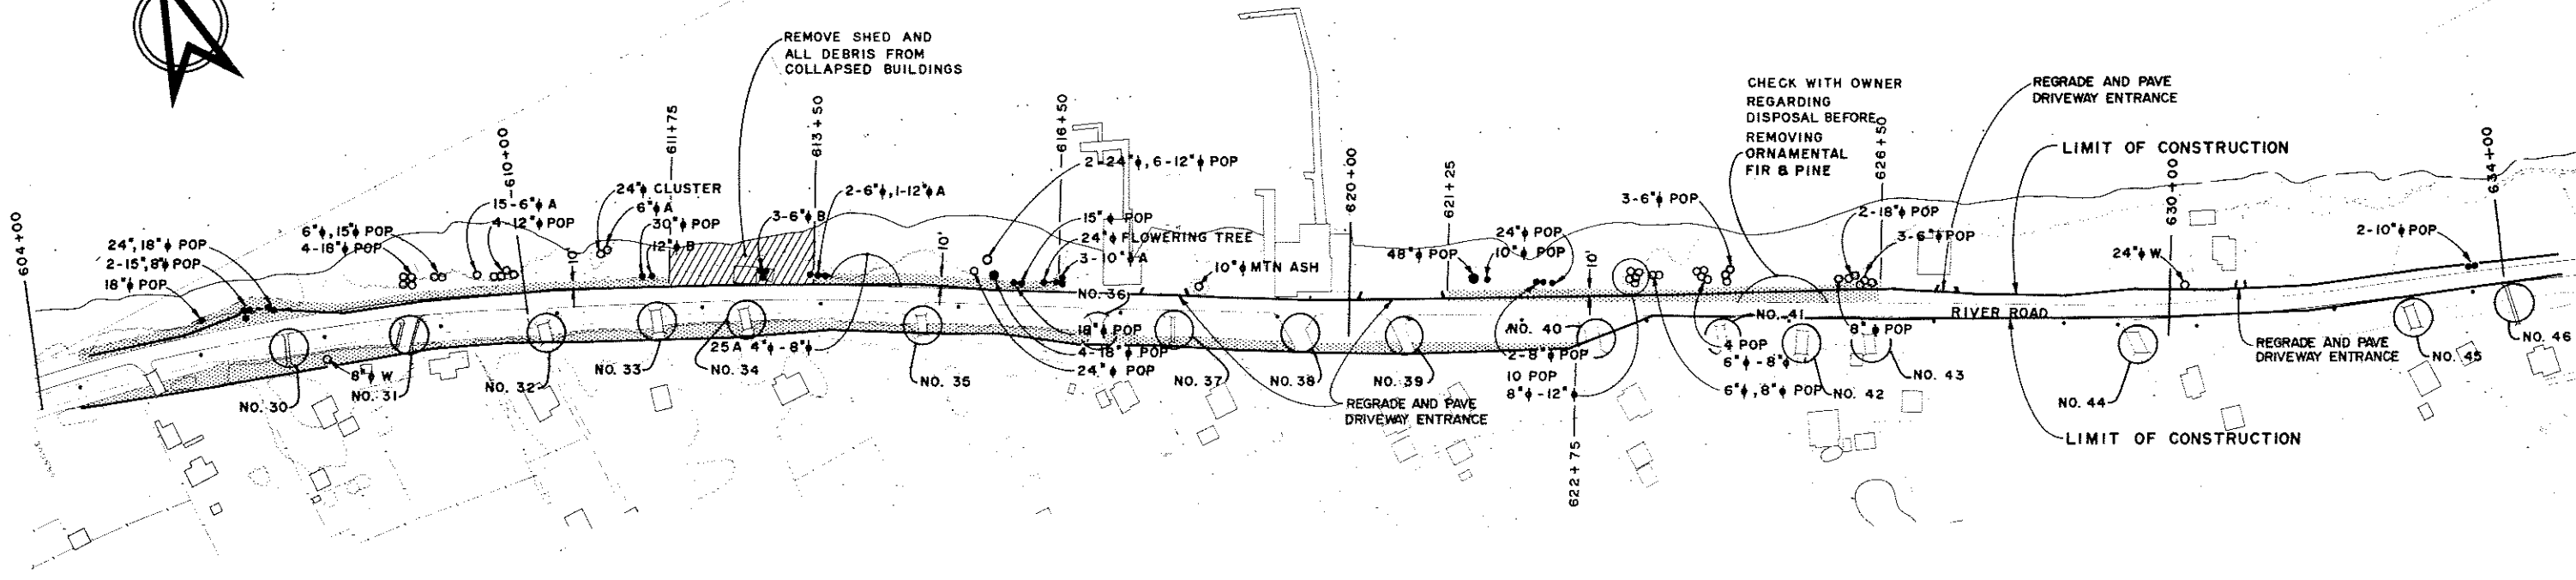 REMOVE SHED AND
ALL DEBRIS FROM
COLLAPSED BUILDINGS
604+00
610+00
611+75
613+50
616+50
620+00
621+25
622+75
626+50
630+00
634+00
24", 18" ϕ POP
2-15", 8" ϕ POP
18" ϕ POP
6" ϕ, 15" ϕ POP
4-18" ϕ POP
15-6" ϕ A
4-12" ϕ POP
24" ϕ CLUSTER
6" ϕ A
30" ϕ POP
12" ϕ B
10'
3-6" ϕ B
2-6" ϕ, 1-12" ϕ A
10'
2-24" ϕ, 6-12" ϕ POP
15" ϕ POP
24" ϕ FLOWERING TREE
3-10" ϕ A
NO. 36
18" ϕ POP
4-18" ϕ POP
24" ϕ POP
10" ϕ MTN ASH
48" ϕ POP
24" ϕ POP
10" ϕ POP
10'
3-6" ϕ POP
CHECK WITH OWNER
REGARDING
DISPOSAL BEFORE
REMOVING
ORNAMENTAL
FIR & PINE
2-18" ϕ POP
3-6" ϕ POP
REGRADE AND PAVE
DRIVEWAY ENTRANCE
LIMIT OF CONSTRUCTION
24" ϕ W
2-10" ϕ POP
RIVER ROAD
8" ϕ W
NO. 30
NO. 31
NO. 32
NO. 33
NO. 34
25A 4" ϕ - 8" ϕ
NO. 35
NO. 37
NO. 38
NO. 39
REGRADE AND PAVE
DRIVEWAY ENTRANCE
NO. 40
2-8" ϕ POP
10 POP
8" ϕ - 12" ϕ
NO. 41
4 POP
6" ϕ - 8" ϕ
6" ϕ, 8" ϕ POP
NO. 42
8" ϕ POP
NO. 43
NO. 44
REGRADE AND PAVE
DRIVEWAY ENTRANCE
NO. 45
NO. 46
LIMIT OF CONSTRUCTION